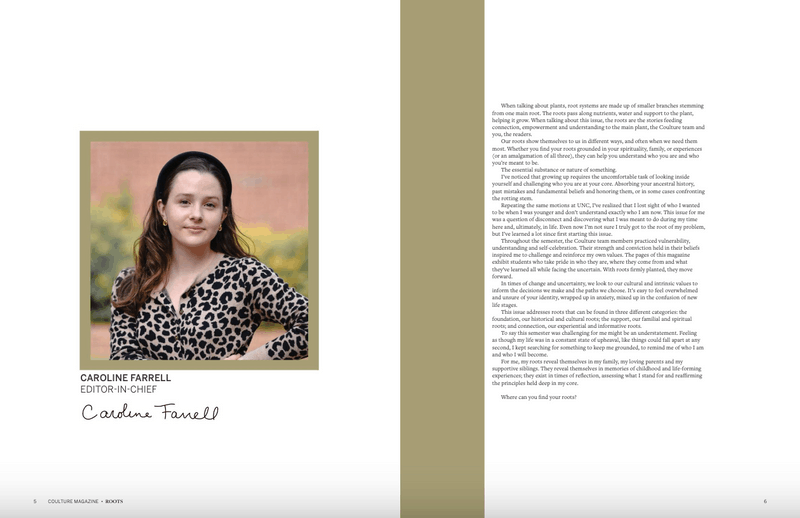 CAROLINE FARRELL
EDITOR-IN-CHIEF
Caroline Farrell
5 COULTURE MAGAZINE • ROOTS
When talking about plants, root systems are made up of smaller branches stemming
from one main root. The roots pass along nutrients, water and support to the plant,
helping it grow. When talking about this issue, the roots are the stories feeding
connection, empowerment and understanding to the main plant, the Coulture team and
you, the readers.
Our roots show themselves to us in different ways, and often when we need them
most. Whether you find your roots grounded in your spirituality, family, or experiences
(or an amalgamation of all three), they can help you understand who you are and who
you're meant to be.
The essential substance or nature of something.
I've noticed that growing up requires the uncomfortable task of looking inside
yourself and challenging who you are at your core. Absorbing your ancestral history,
past mistakes and fundamental beliefs and honoring them, or in some cases confronting
the rotting stem.
Repeating the same motions at UNC, I've realized that I lost sight of who I wanted
to be when I was younger and don't understand exactly who I am now. This issue for me
was a question of disconnect and discovering what I was meant to do during my time
here and, ultimately, in life. Even now I'm not sure I truly got to the root of my problem,
but I've learned a lot since first starting this issue.
Throughout the semester, the Coulture team members practiced vulnerability,
understanding and self-celebration. Their strength and conviction held in their beliefs
inspired me to challenge and reinforce my own values. The pages of this magazine
exhibit students who take pride in who they are, where they come from and what
they've learned all while facing the uncertain. With roots firmly planted, they move
forward.
In times of change and uncertainty, we look to our cultural and intrinsic values to
inform the decisions we make and the paths we choose. It's easy to feel overwhelmed
and unsure of your identity, wrapped up in anxiety, mixed up in the confusion of new
life stages.
This issue addresses roots that can be found in three different categories: the
foundation, our historical and cultural roots; the support, our familial and spiritual
roots; and connection, our experiential and informative roots.
To say this semester was challenging for me might be an understatement. Feeling
as though my life was in a constant state of upheaval, like things could fall apart at any
second, I kept searching for something to keep me grounded, to remind me of who I am
and who I will become.
For me, my roots reveal themselves in my family, my loving parents and my
supportive siblings. They reveal themselves in memories of childhood and life-forming
experiences; they exist in times of reflection, assessing what I stand for and reaffirming
the principles held deep in my core.
Where can you find your roots?
6